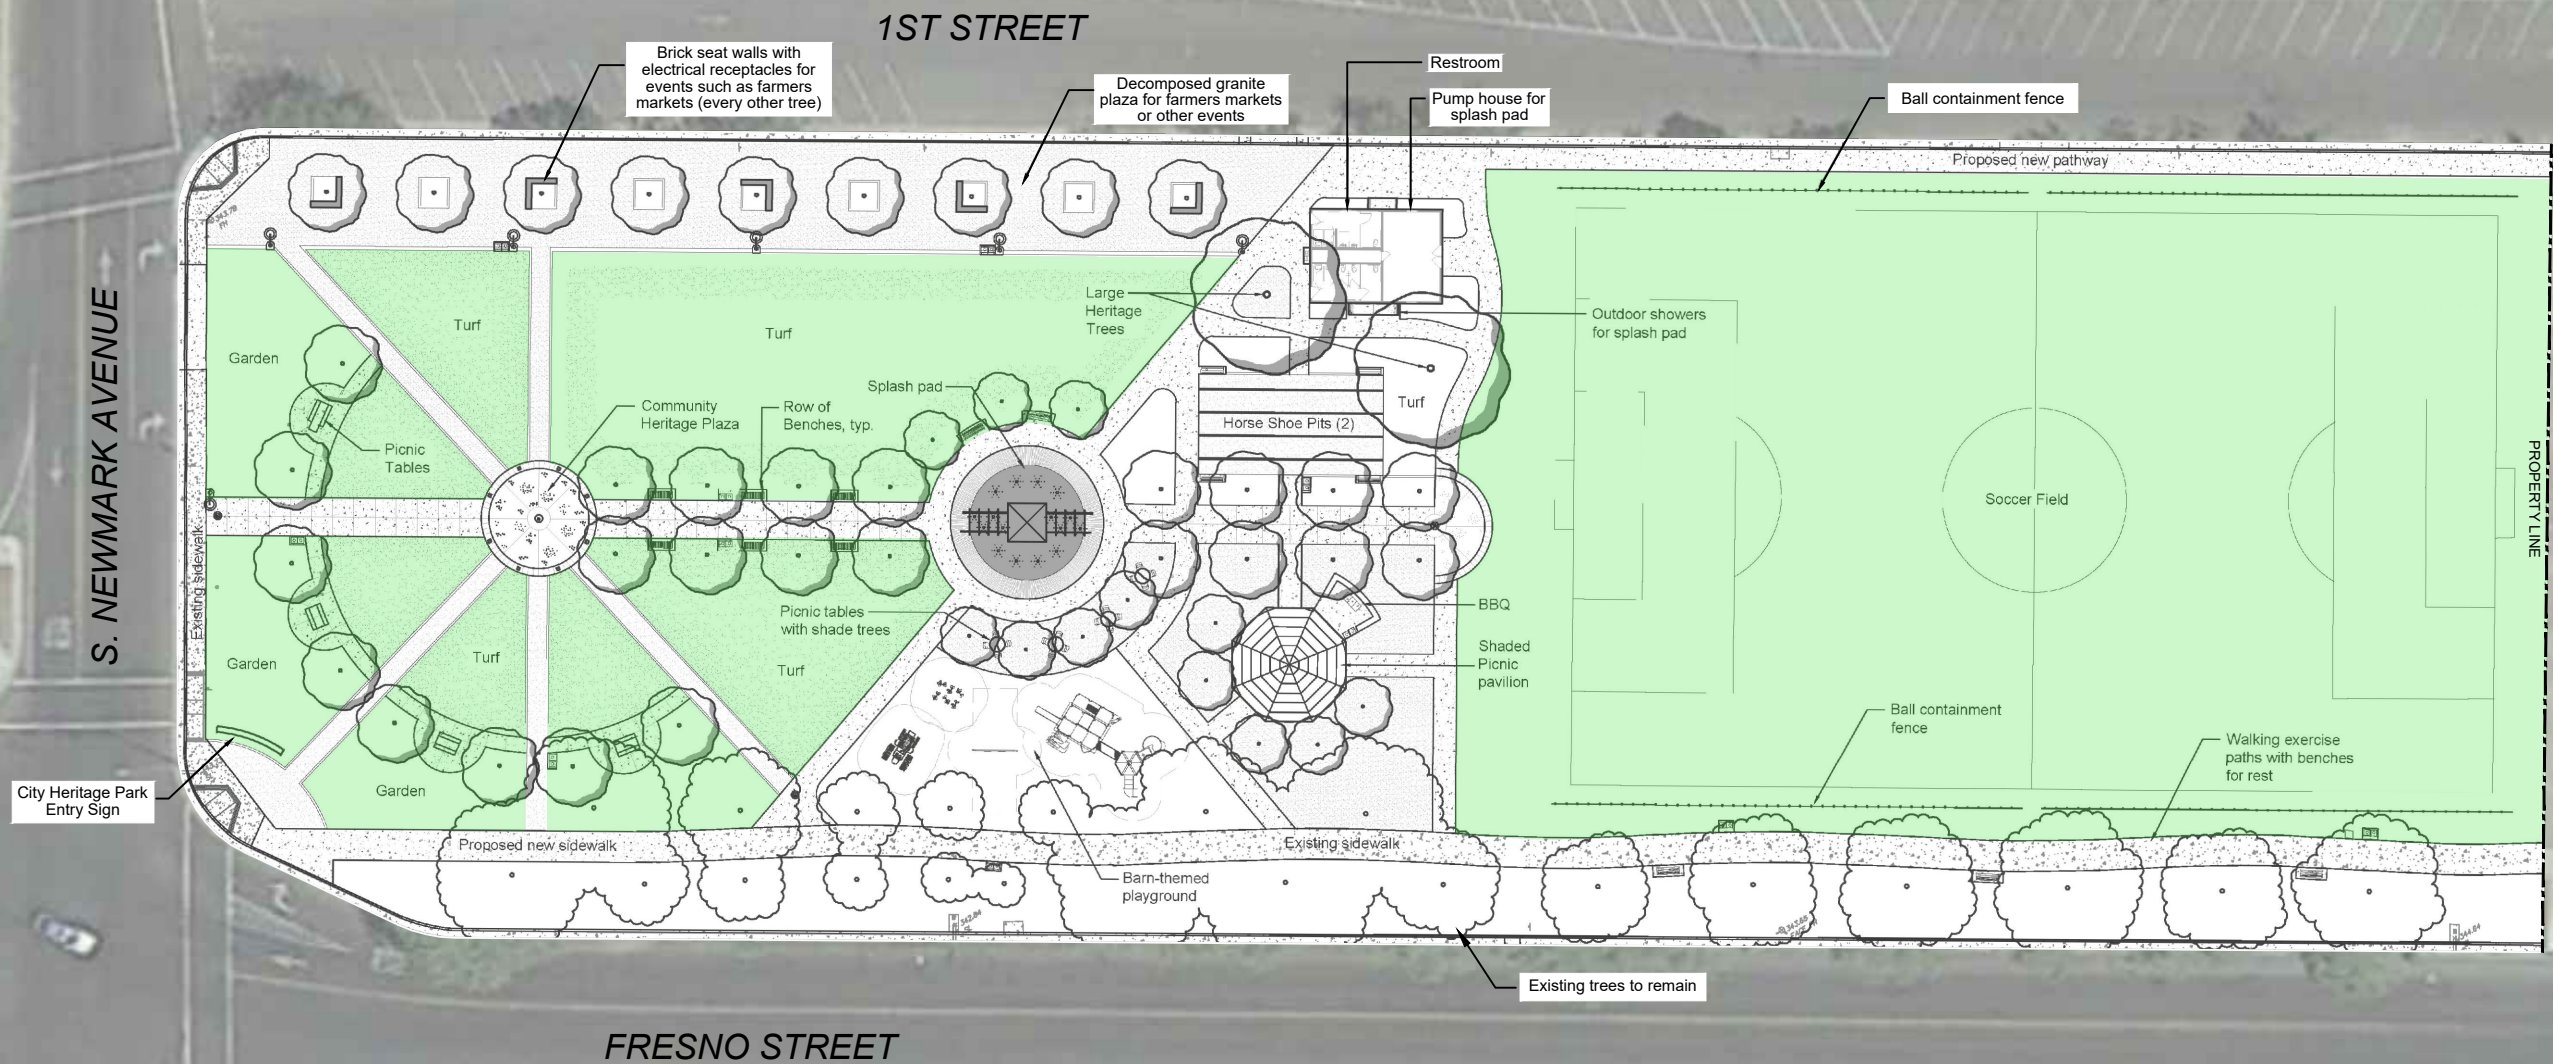 1ST STREET
Brick seat walls with
electrical receptacles for
events such as farmers
markets (every other tree)
Decomposed granite
plaza for farmers markets
or other events
Restroom
Pump house for
splash pad
Ball containment fence
Proposed new pathway
S. NEWMARK AVENUE
Garden
Turf
Turf
Large
Heritage
Trees
Outdoor showers
for splash pad
Splash pad
Community
Heritage Plaza
Row of
Benches, typ.
Turf
Horse Shoe Pits (2)
Picnic
Tables
Soccer Field
PROPERTY LINE
Existing sidewalk
Picnic tables
with shade trees
BBQ
Shaded
Picnic
pavilion
Garden
Turf
Turf
Ball containment
fence
Walking exercise
paths with benches
for rest
City Heritage Park
Entry Sign
Garden
Proposed new sidewalk
Existing sidewalk
Barn-themed
playground
Existing trees to remain
FRESNO STREET